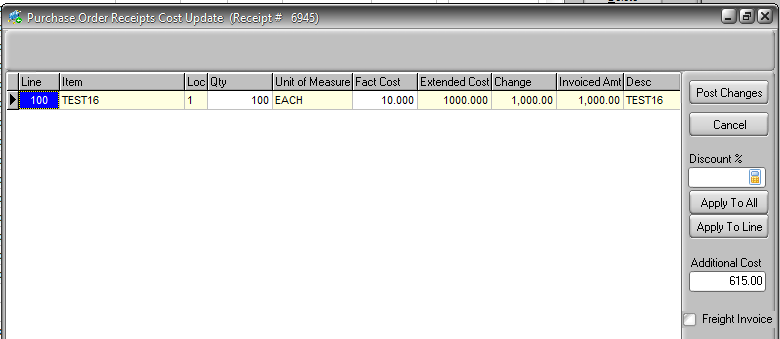 Purchase Order Receipts Cost Update (Receipt # 6945)
Line Item Loc Qty Unit of Measure Fact Cost Extended Cost Change Invoiced Amt Desc
100 TEST16 1 100 EACH 10.000 1000.000 1,000.00 1,000.00 TEST16
Post Changes
Cancel
Discount %
Apply To All
Apply To Line
Additional Cost
615.00
Freight Invoice